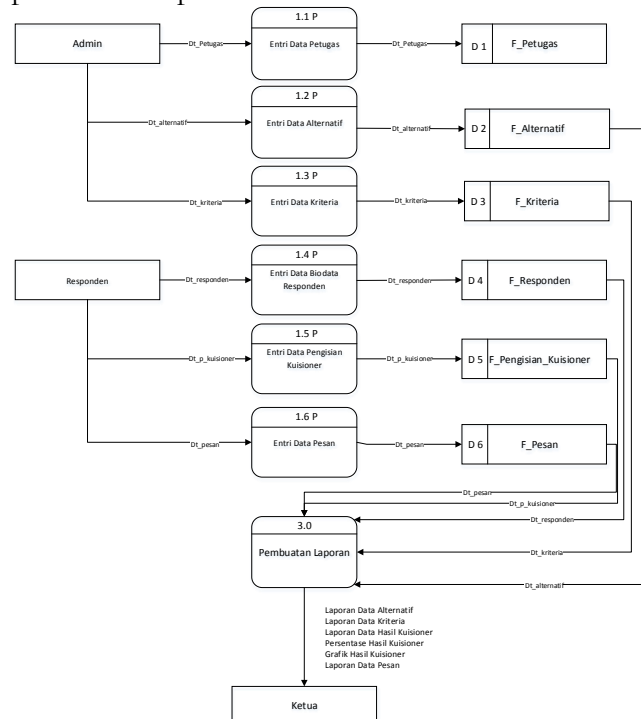 1.1 P
Admin
Dt_Petugas
Entri Data Petugas
Dt_Petugas
D 1
F_Petugas
1.2 P
Dt_alternatif
Entri Data Alternatif
Dt_alternatif
D 2
F_Alternatif
1.3 P
Dt_kriteria
Entri Data Kriteria
Dt_kriteria
D 3
F_Kriteria
1.4 P
Responden
Dt_responden
Entri Data Biodata
Responden
Dt_responden
D 4
F_Responden
1.5 P
Dt_p_kuisioner
Entri Data Pengisian
Kuisioner
Dt_p_kuisioner
D 5
F_Pengisian_Kuisioner
1.6 P
Dt_pesan
Entri Data Pesan
Dt_pesan
D 6
F_Pesan
Dt_pesan
Dt_p_kuisioner
Dt_responden
3.0
Pembuatan Laporan
Dt_kriteria
Dt_alternatif
Laporan Data Alternatif
Laporan Data Kriteria
Laporan Data Hasil Kuisioner
Persentase Hasil Kuisioner
Grafik Hasil Kuisioner
Laporan Data Pesan
Ketua